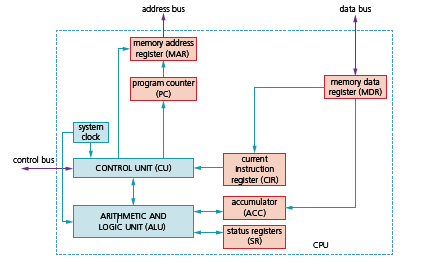 address bus
data bus
memory address
register (MAR)
program counter
(PC)
memory data
register (MDR)
system
clock
control bus
CONTROL UNIT (CU)
current
instruction
register (CIR)
ARITHMETIC AND
LOGIC UNIT (ALU)
accumulator
(ACC)
status registers
(SR)
CPU